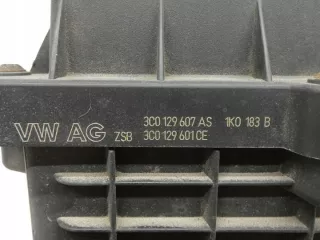 3C0 129 607 AS 1K0 183 B
VW AG ZSB 3C0 129 601 CE